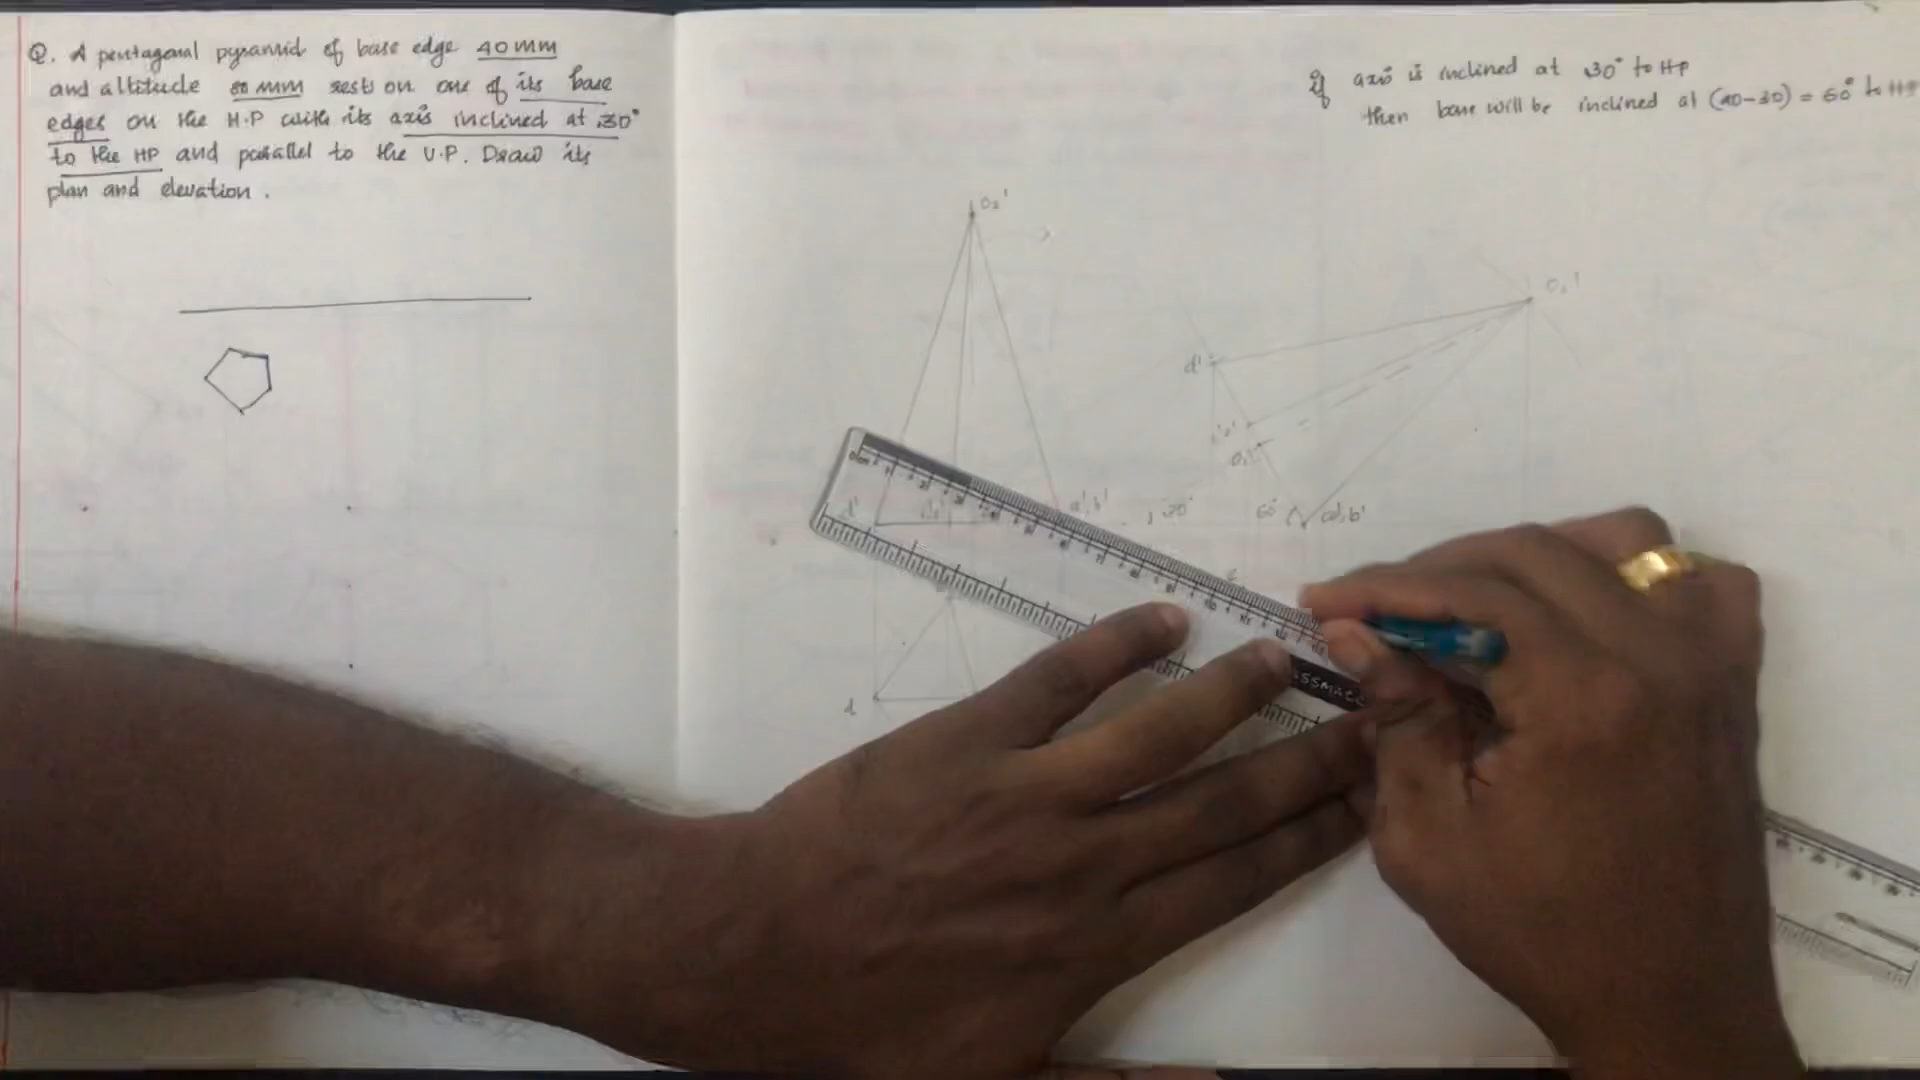 Q. A pentagonal pyramid of base edge 40mm
and altitude 80 mm rests on one of its base
edges on the H.P with its axis inclined at 30°
to the HP and parallel to the V.P. Draw its
plan and elevation.
if axis is inclined at 30° to HP
then base will be inclined at (90-30) = 60° to HP
O2'
O2'
d'
O1'
60°
a', b'
30°
d'
a', b'
c
d